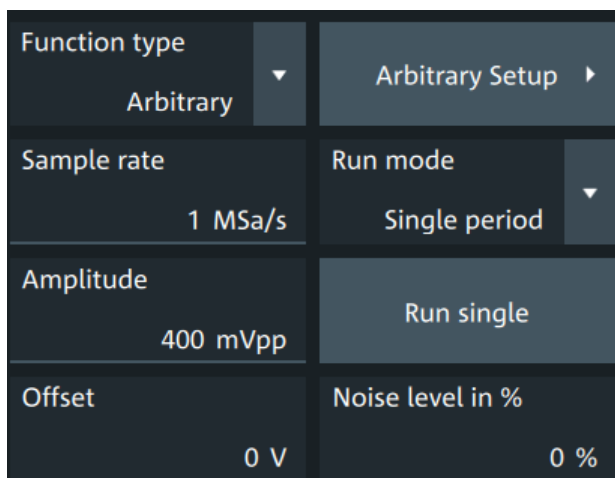 Function type
Arbitrary
Arbitrary Setup
Sample rate
1 MSa/s
Run mode
Single period
Amplitude
400 mVpp
Run single
Offset
0 V
Noise level in %
0 %